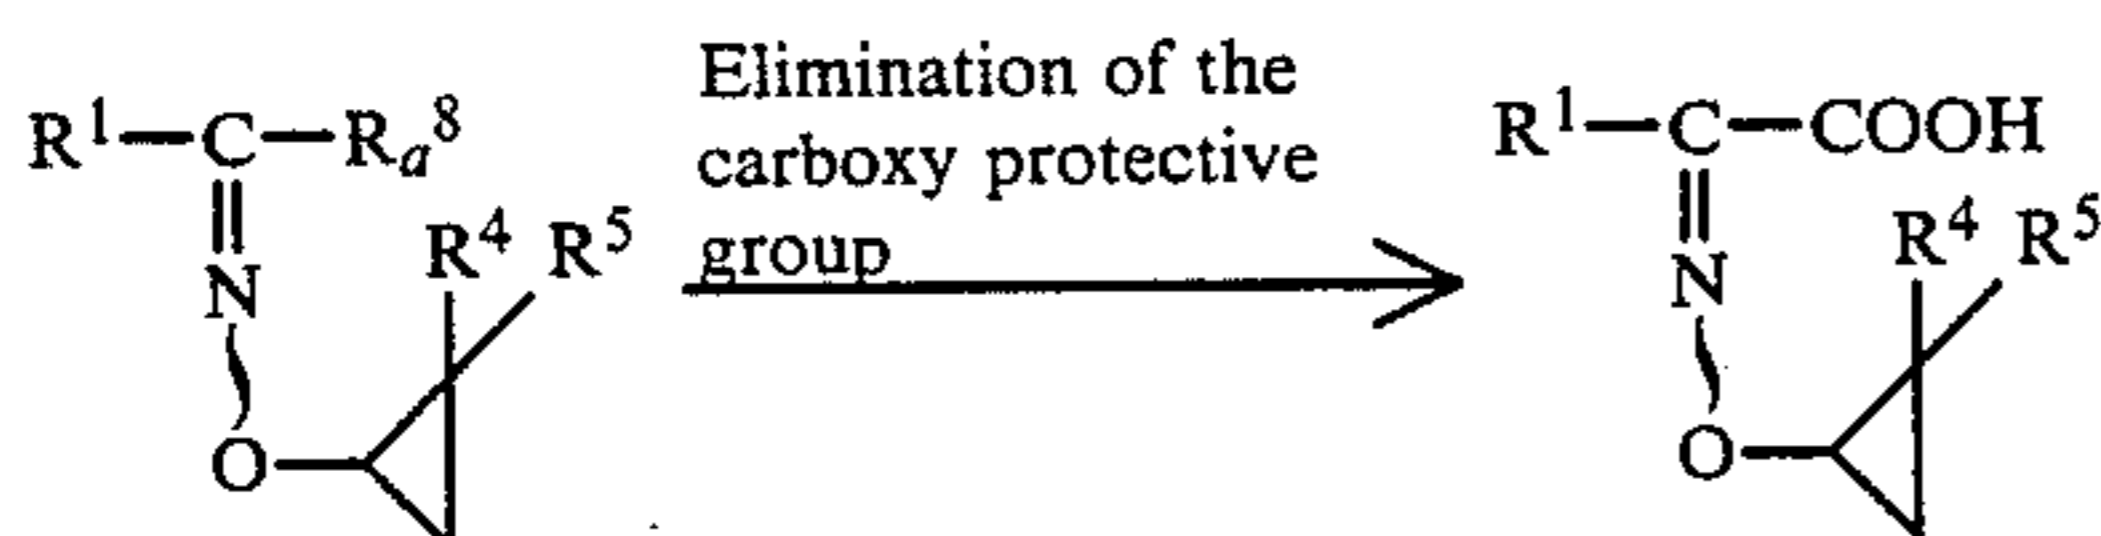 Elimination of the
carboxy protective
group
R¹—C—Rₐ⁸
R¹—C—COOH
R⁴ R⁵
R⁴ R⁵
N
N
O
O